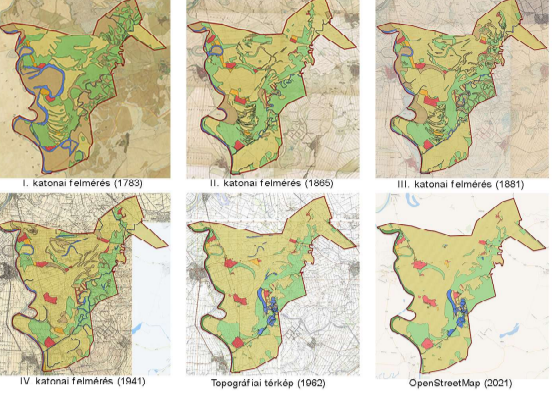 I. katonai felmérés (1783)
II. katonai felmérés (1865)
III. katonai felmérés (1881)
IV. katonai felmérés (1941)
Topográfiai térkép (1962)
OpenStreetMap (2021)